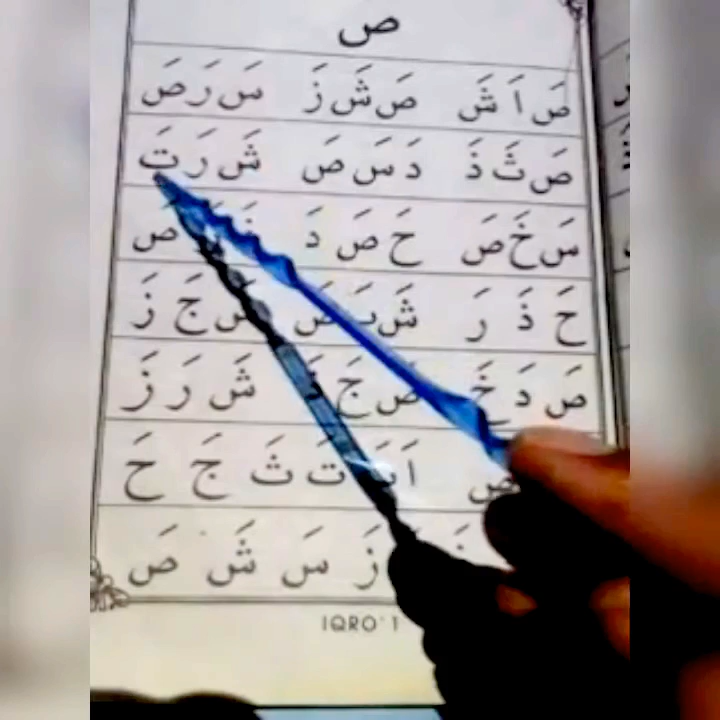 ص
صَ اَ شَ صَ شَ زَ سَ رَ صَ
صَ ثَ ذَ دَ سَ صَ شَ رَ تَ
سَ خَ صَ حَ صَ دَ صَ
حَ ذَ رَ شَ صَ جَ زَ
صَ دَ خَ صَ جَ شَ رَ زَ
صَ اَ بَ تَ ثَ جَ حَ
زَ سَ شَ صَ
IQRO' 1